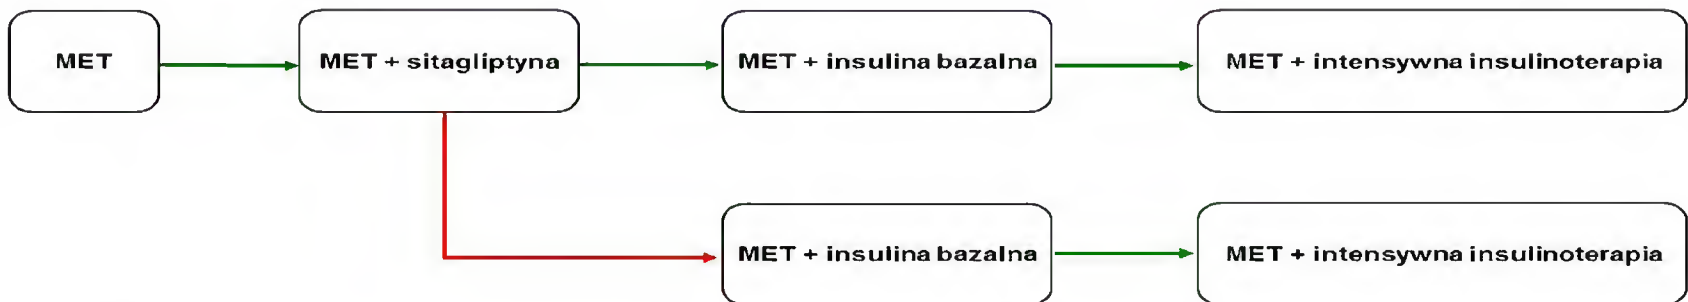 MET
MET + sitagliptyna
MET + insulina bazalna
MET + intensywna insulinoterapia
MET + insulina bazalna
MET + intensywna insulinoterapia